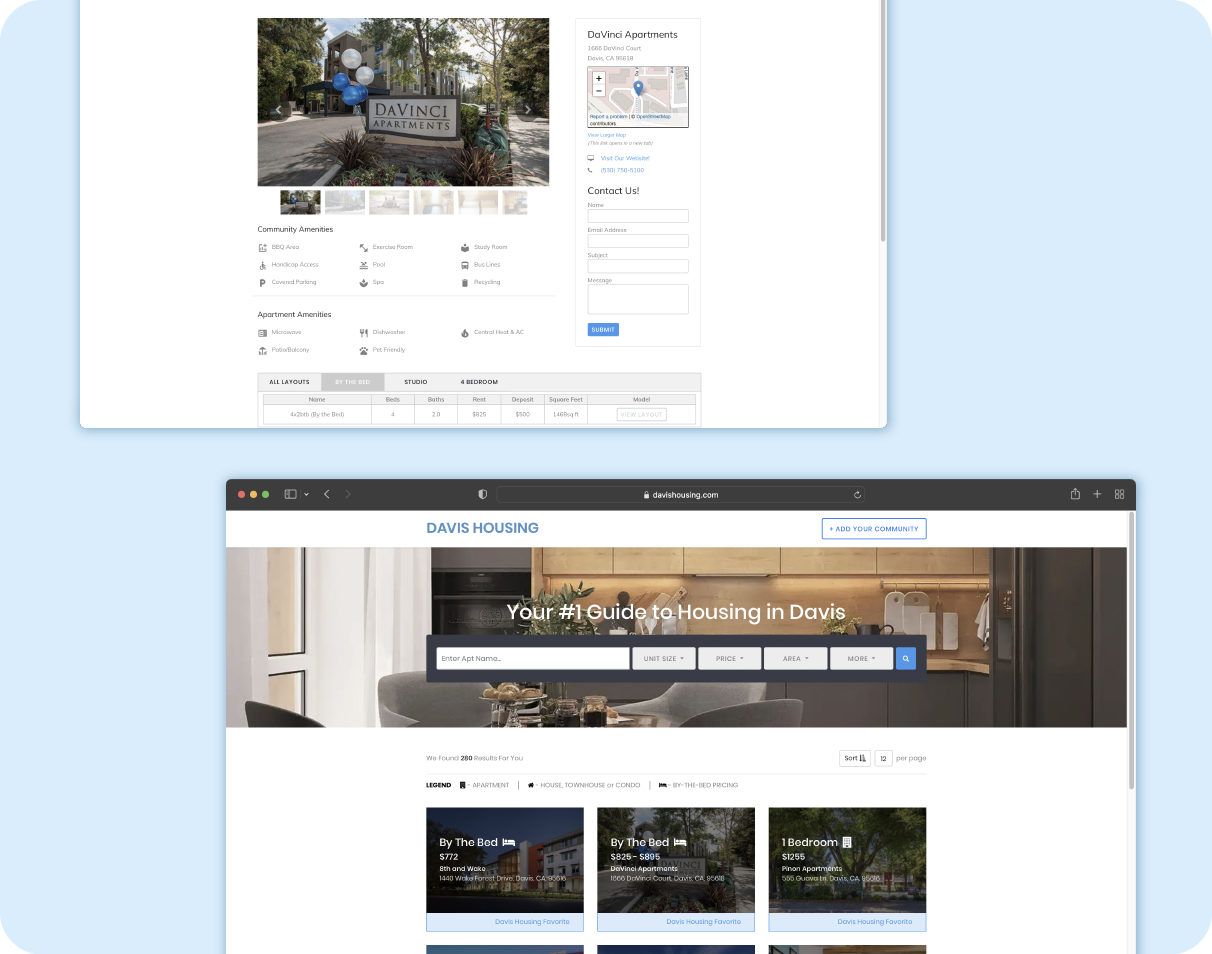 DAVINCI
APARTMENTS
DaVinci Apartments
1666 DaVinci Court
Davis, CA 95618
+
−
Report a problem | © OpenStreetMap
contributors
View Larger Map
(This link opens in a new tab)
Visit Our Website!
(530) 750-5100
Contact Us!
Name
Email Address
Subject
Message
SUBMIT
Community Amenities
BBQ Area
Exercise Room
Study Room
Handicap Access
Pool
Bus Lines
P Covered Parking
Spa
Recycling
Apartment Amenities
Microwave
Dishwasher
Central Heat & AC
Patio/Balcony
Pet Friendly
ALL LAYOUTS BY THE BED STUDIO 4 BEDROOM
Name Beds Baths Rent Deposit Square Feet Model
4x2btb (By the Bed) 4 2.0 $825 $500 1468sq ft VIEW LAYOUT
davishousing.com
DAVIS HOUSING
+ ADD YOUR COMMUNITY
Your #1 Guide to Housing in Davis
Enter Apt Name... UNIT SIZE PRICE AREA MORE
We Found 280 Results For You
Sort 12 per page
LEGEND - APARTMENT | - HOUSE, TOWNHOUSE or CONDO | - BY-THE-BED PRICING
By The Bed
$772
8th and Wake
1440 Wake Forest Drive, Davis, CA, 95616
Davis Housing Favorite
By The Bed
$825 - $895
DaVinci Apartments
1666 DaVinci Court, Davis, CA, 95618
Davis Housing Favorite
1 Bedroom
$1255
Pinon Apartments
555 Guava Ln, Davis, CA, 95616
Davis Housing Favorite